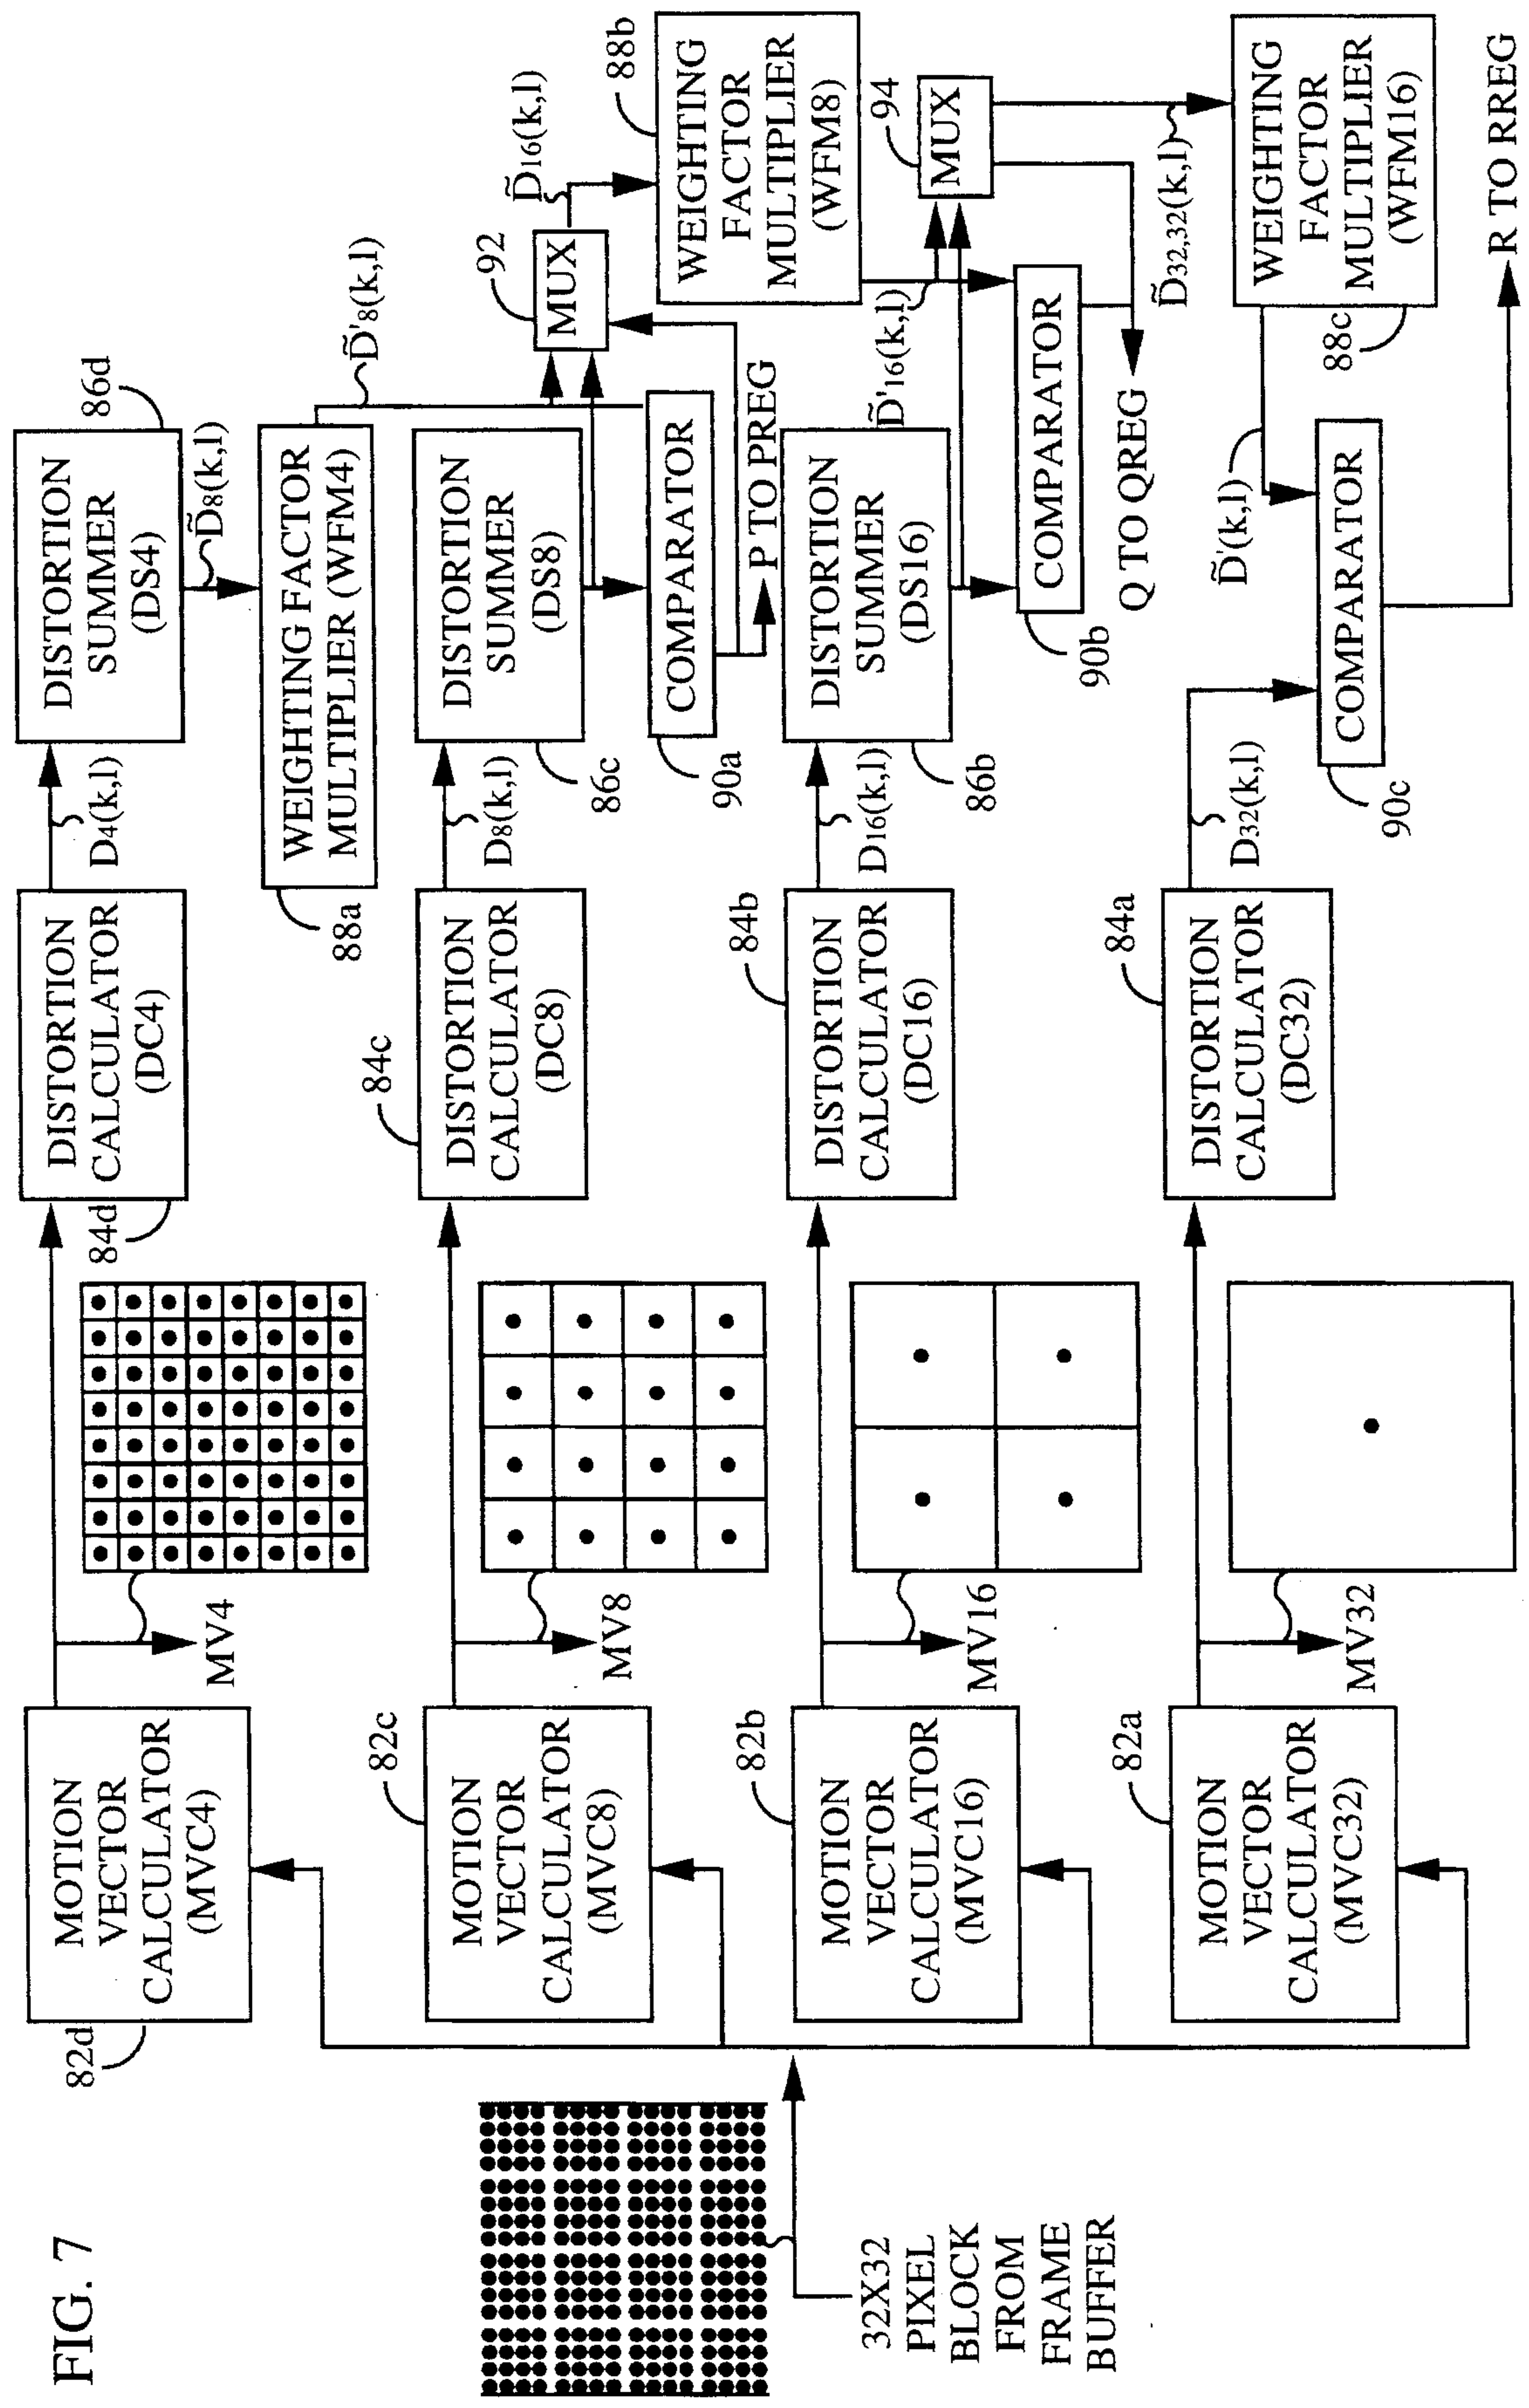 FIG. 7
32X32
PIXEL
BLOCK
FROM
FRAME
BUFFER
82d
MOTION
VECTOR
CALCULATOR
(MVC4)
MV4
84d
DISTORTION
CALCULATOR
(DC4)
D4(k,l)
DISTORTION
SUMMER
(DS4)
86d
D̃8(k,l)
88a
WEIGHTING FACTOR
MULTIPLIER (WFM4)
D̃'8(k,l)
82c
MOTION
VECTOR
CALCULATOR
(MVC8)
MV8
84c
DISTORTION
CALCULATOR
(DC8)
D8(k,l)
DISTORTION
SUMMER
(DS8)
86c
90a
COMPARATOR
P TO PREG
92
MUX
D̃16(k,l)
88b
WEIGHTING
FACTOR
MULTIPLIER
(WFM8)
D̃'16(k,l)
82b
MOTION
VECTOR
CALCULATOR
(MVC16)
MV16
84b
DISTORTION
CALCULATOR
(DC16)
D16(k,l)
DISTORTION
SUMMER
(DS16)
86b
90b
COMPARATOR
Q TO QREG
94
MUX
D̃32,32(k,l)
WEIGHTING
FACTOR
MULTIPLIER
(WFM16)
88c
D̃'(k,l)
82a
MOTION
VECTOR
CALCULATOR
(MVC32)
MV32
84a
DISTORTION
CALCULATOR
(DC32)
D32(k,l)
90c
COMPARATOR
R TO RREG